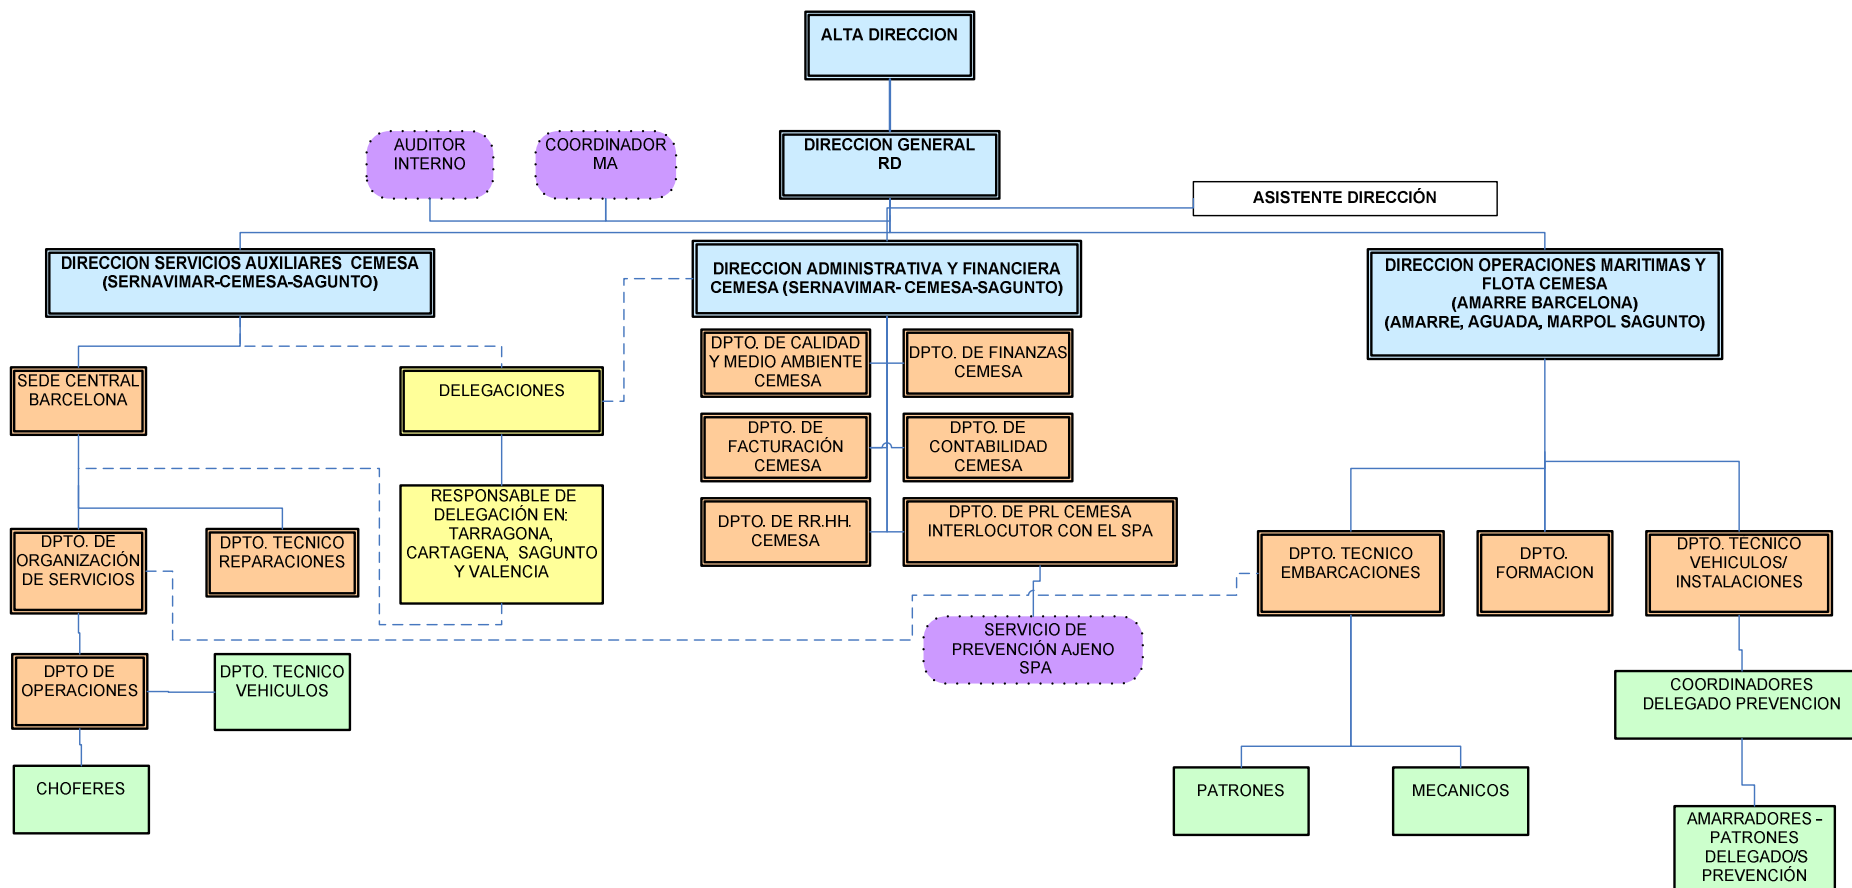 ALTA DIRECCION
AUDITOR
INTERNO
COORDINADOR
MA
DIRECCION GENERAL
RD
ASISTENTE DIRECCIÓN
DIRECCION SERVICIOS AUXILIARES CEMESA
(SERNAVIMAR-CEMESA-SAGUNTO)
DIRECCION ADMINISTRATIVA Y FINANCIERA
CEMESA (SERNAVIMAR- CEMESA-SAGUNTO)
DIRECCION OPERACIONES MARITIMAS Y
FLOTA CEMESA
(AMARRE BARCELONA)
(AMARRE, AGUADA, MARPOL SAGUNTO)
SEDE CENTRAL
BARCELONA
DELEGACIONES
DPTO. DE CALIDAD
Y MEDIO AMBIENTE
CEMESA
DPTO. DE FINANZAS
CEMESA
DPTO. DE
FACTURACIÓN
CEMESA
DPTO. DE
CONTABILIDAD
CEMESA
RESPONSABLE DE
DELEGACIÓN EN:
TARRAGONA,
CARTAGENA, SAGUNTO
Y VALENCIA
DPTO. DE RR.HH.
CEMESA
DPTO. DE PRL CEMESA
INTERLOCUTOR CON EL SPA
DPTO. DE
ORGANIZACIÓN
DE SERVICIOS
DPTO. TECNICO
REPARACIONES
DPTO. TECNICO
EMBARCACIONES
DPTO.
FORMACION
DPTO. TECNICO
VEHICULOS/
INSTALACIONES
SERVICIO DE
PREVENCIÓN AJENO
SPA
DPTO DE
OPERACIONES
DPTO. TECNICO
VEHICULOS
COORDINADORES
DELEGADO PREVENCION
CHOFERES
PATRONES
MECANICOS
AMARRADORES –
PATRONES
DELEGADO/S
PREVENCIÓN